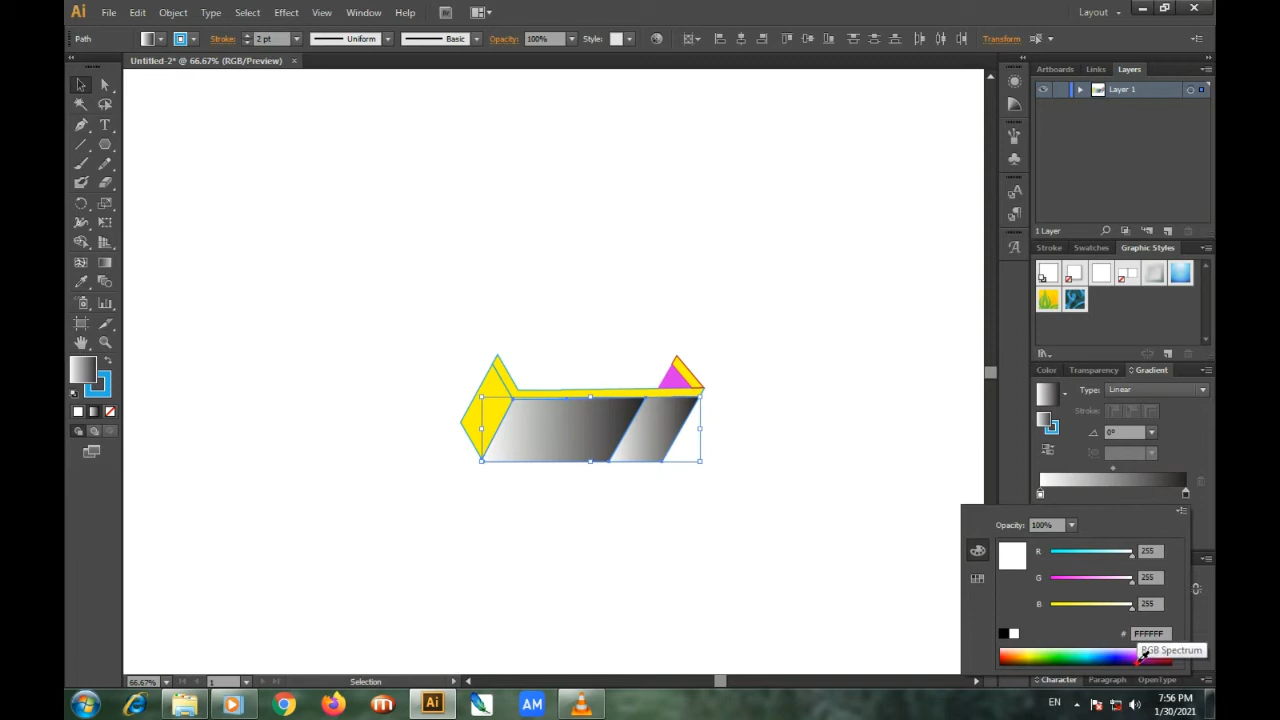 Ai File Edit Object Type Select Effect View Window Help Br Layout
Path Stroke: 2 pt Uniform Basic Opacity: 100% Style: Transform
Untitled-2* @ 66.67% (RGB/Preview)
Artboards Links Layers
Layer 1
1 Layer
Stroke Swatches Graphic Styles
Color Transparency Gradient
Type: Linear
Stroke:
0°
Opacity: 100%
R 255
G 255
B 255
# FFFFFF
RGB Spectrum
Character Paragraph OpenType
66.67% 1 Selection
Ai AM EN 7:56 PM
1/30/2021